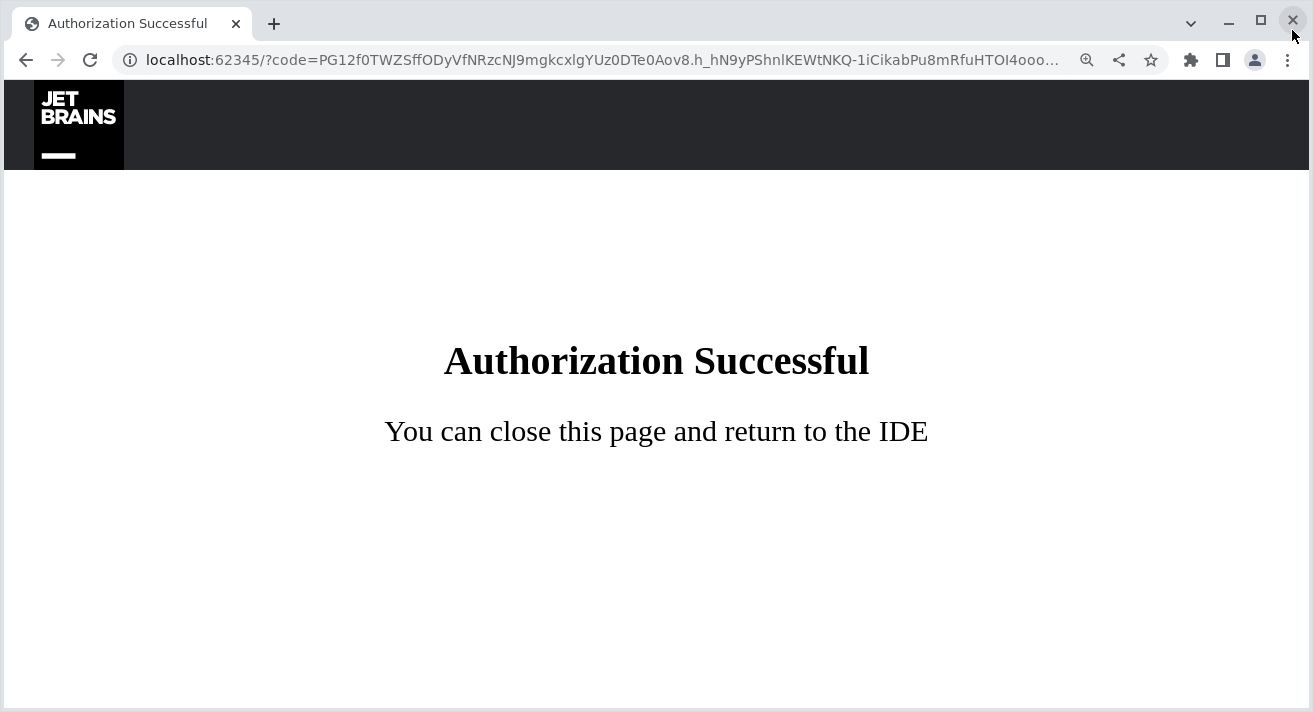 Authorization Successful
localhost:62345/?code=PG12f0TWZSffODyVfNRzcNJ9mgkcxlgYUz0DTe0Aov8.h_hN9yPShnlKEWtNKQ-1iCikabPu8mRfuHTOI4ooo...
JET
BRAINS
Authorization Successful
You can close this page and return to the IDE